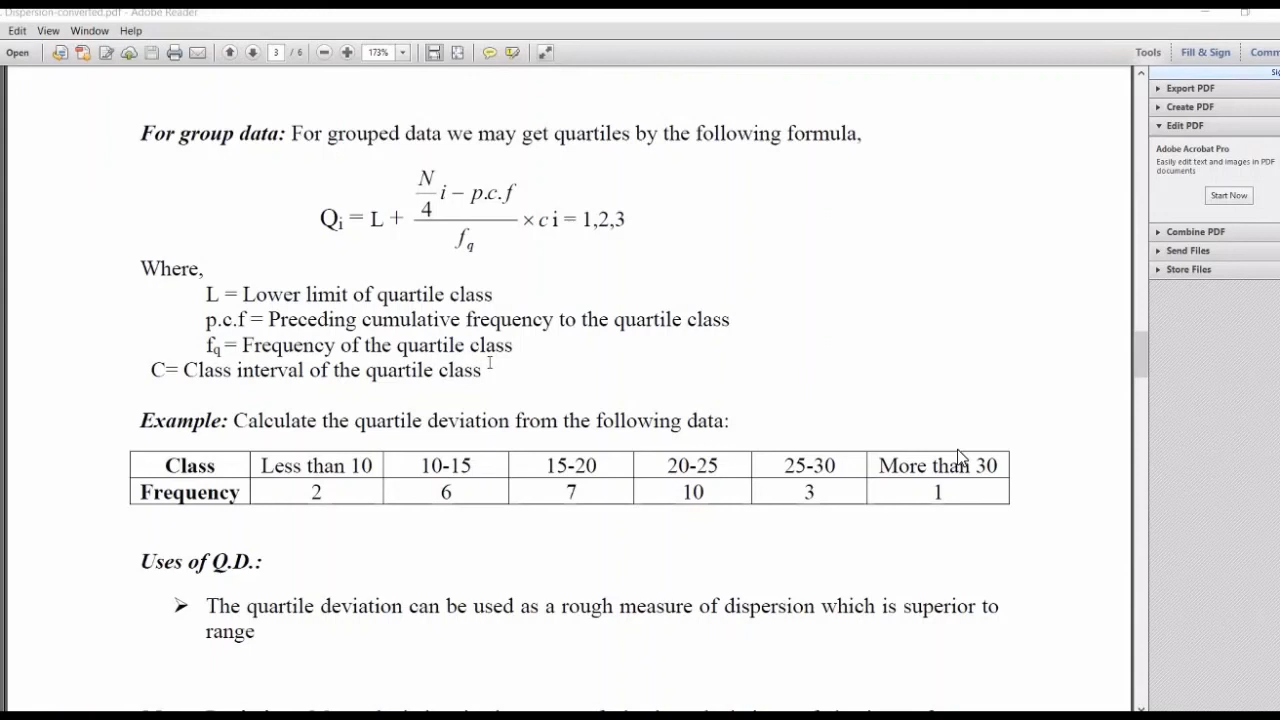 . Dispersion-converted.pdf - Adobe Reader
Edit View Window Help
Open 3 / 6 173% Tools Fill & Sign Comm
Sig
Export PDF
Create PDF
Edit PDF
Adobe Acrobat Pro
Easily edit text and images in PDF
documents
Start Now
Combine PDF
Send Files
Store Files
For group data: For grouped data we may get quartiles by the following formula,
Qi = L + (N/4 i − p.c.f)/fq × c i = 1,2,3
Where,
L = Lower limit of quartile class
p.c.f = Preceding cumulative frequency to the quartile class
fq = Frequency of the quartile class
C= Class interval of the quartile class
Example: Calculate the quartile deviation from the following data:
Class Less than 10 10-15 15-20 20-25 25-30 More than 30
Frequency 2 6 7 10 3 1
Uses of Q.D.:
➢ The quartile deviation can be used as a rough measure of dispersion which is superior to
range